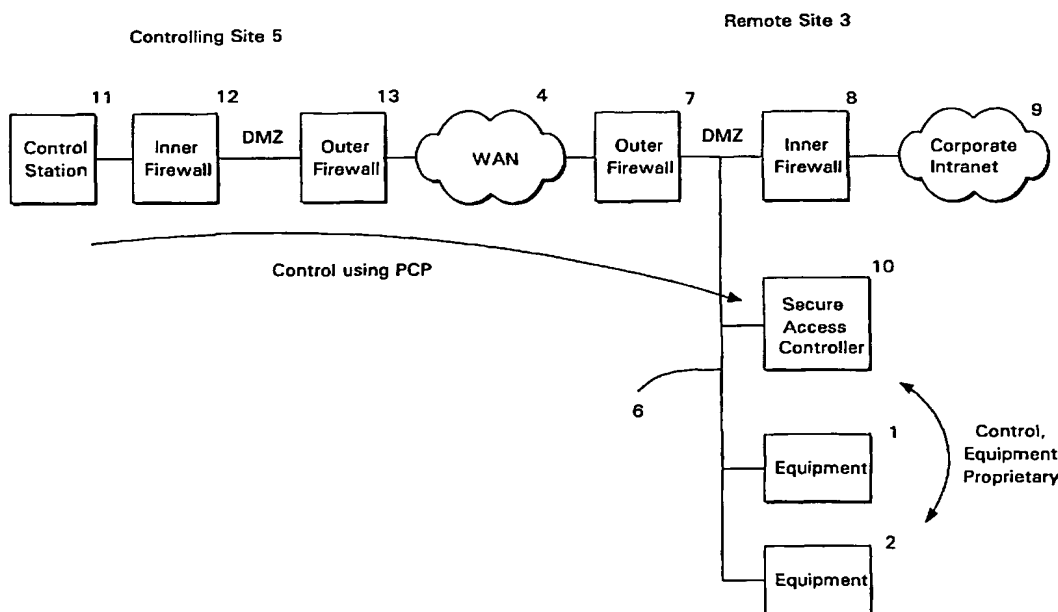 Controlling Site 5
Remote Site 3
11
12
13
4
7
8
9
Control
Station
Inner
Firewall
DMZ
Outer
Firewall
WAN
Outer
Firewall
DMZ
Inner
Firewall
Corporate
Intranet
Control using PCP
10
Secure
Access
Controller
6
1
Equipment
Control,
Equipment
Proprietary
2
Equipment